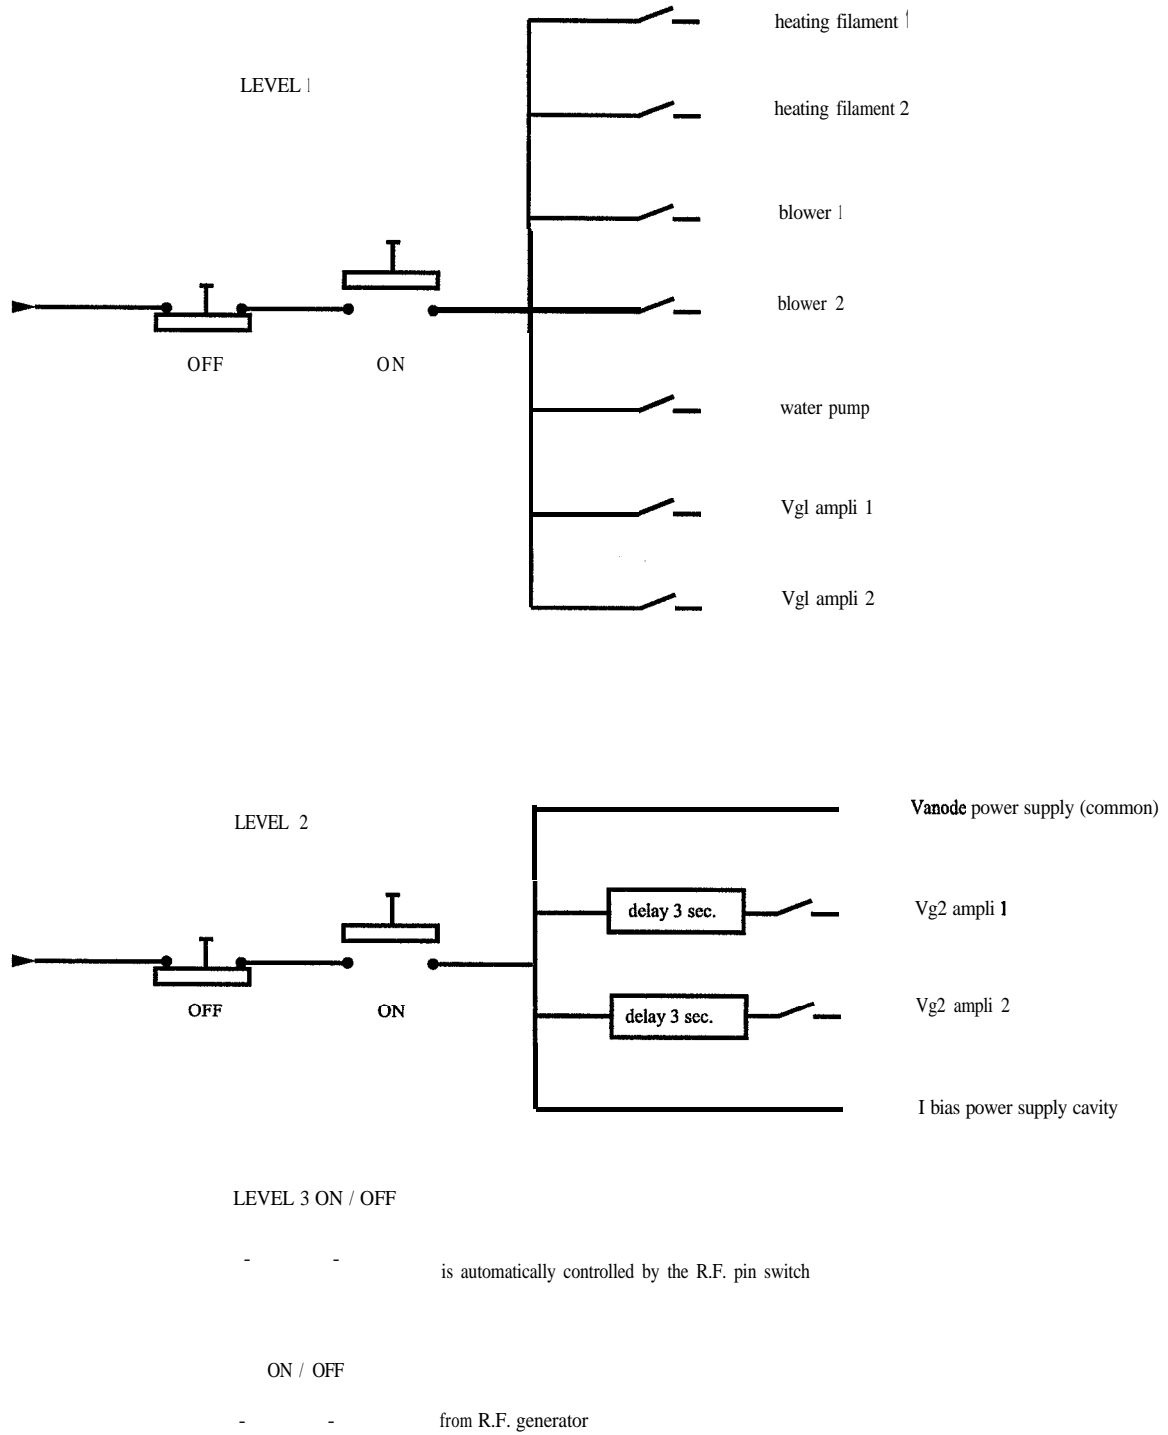 heating filament 1
LEVEL 1
heating filament 2
blower 1
blower 2
OFF
ON
water pump
Vgl ampli 1
Vgl ampli 2
Vanode power supply (common)
LEVEL 2
delay 3 sec.
Vg2 ampli 1
OFF
ON
delay 3 sec.
Vg2 ampli 2
I bias power supply cavity
LEVEL 3 ON / OFF
- -
is automatically controlled by the R.F. pin switch
ON / OFF
- -
from R.F. generator